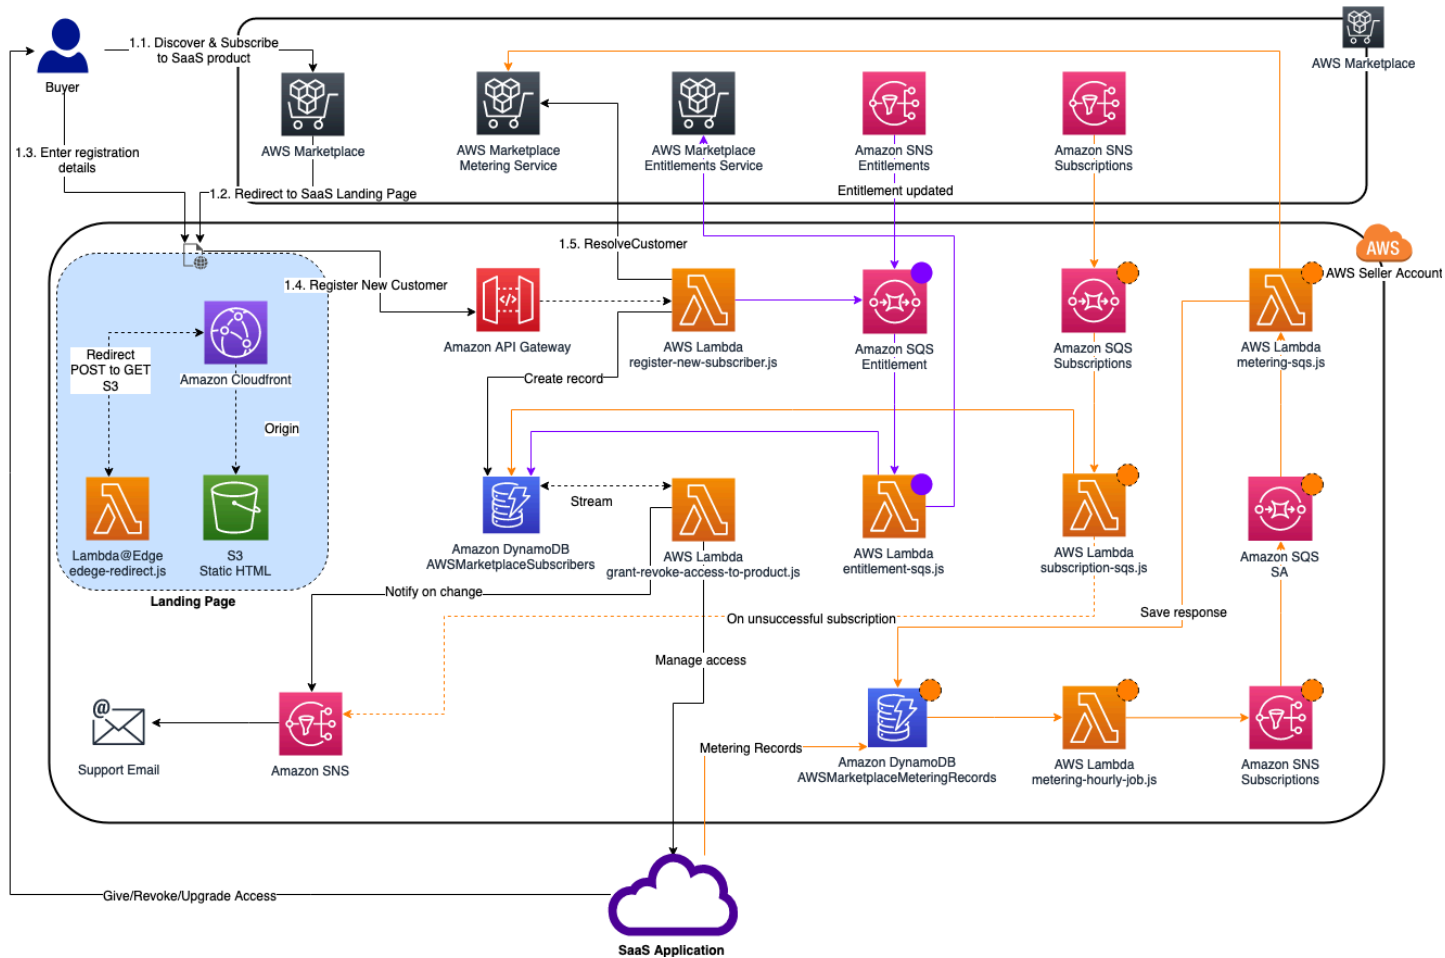 1.1. Discover & Subscribe
to SaaS product
Buyer
AWS Marketplace
AWS Marketplace
AWS Marketplace
Metering Service
AWS Marketplace
Entitlements Service
Amazon SNS
Entitlements
Amazon SNS
Subscriptions
1.3. Enter registration
details
1.2. Redirect to SaaS Landing Page
Entitlement updated
1.5. ResolveCustomer
AWS
AWS Seller Account
1.4. Register New Customer
Amazon API Gateway
AWS Lambda
register-new-subscriber.js
Amazon SQS
Entitlement
Amazon SQS
Subscriptions
AWS Lambda
metering-sqs.js
Redirect
POST to GET
S3
Amazon Cloudfront
Create record
Origin
Stream
Lambda@Edge
edege-redirect.js
S3
Static HTML
Landing Page
Amazon DynamoDB
AWSMarketplaceSubscribers
AWS Lambda
grant-revoke-access-to-product.js
AWS Lambda
entitlement-sqs.js
AWS Lambda
subscription-sqs.js
Amazon SQS
SA
Notify on change
On unsuccessful subscription
Save response
Manage access
@
Support Email
Amazon SNS
Metering Records
Amazon DynamoDB
AWSMarketplaceMeteringRecords
AWS Lambda
metering-hourly-job.js
Amazon SNS
Subscriptions
Give/Revoke/Upgrade Access
SaaS Application